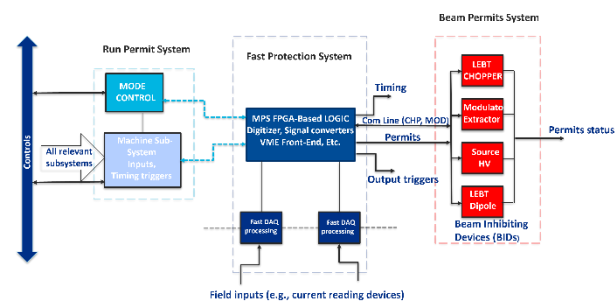 Beam Permits System
Run Permit System
Fast Protection System
Controls
MODE
CONTROL
All relevant
subsystems
Machine Sub-
System
Inputs,
Timing triggers
MPS FPGA-Based LOGIC
Digitizer, Signal converters
VME Front-End, Etc.
Timing
Com Line (CHP, MOD)
Permits
Output triggers
LEBT
CHOPPER
Modulato
Extractor
Source
HV
LEBT
Dipole
Permits status
Beam Inhibiting
Devices (BIDs)
Fast DAQ
processing
Fast DAQ
processing
Field inputs (e.g., current reading devices)